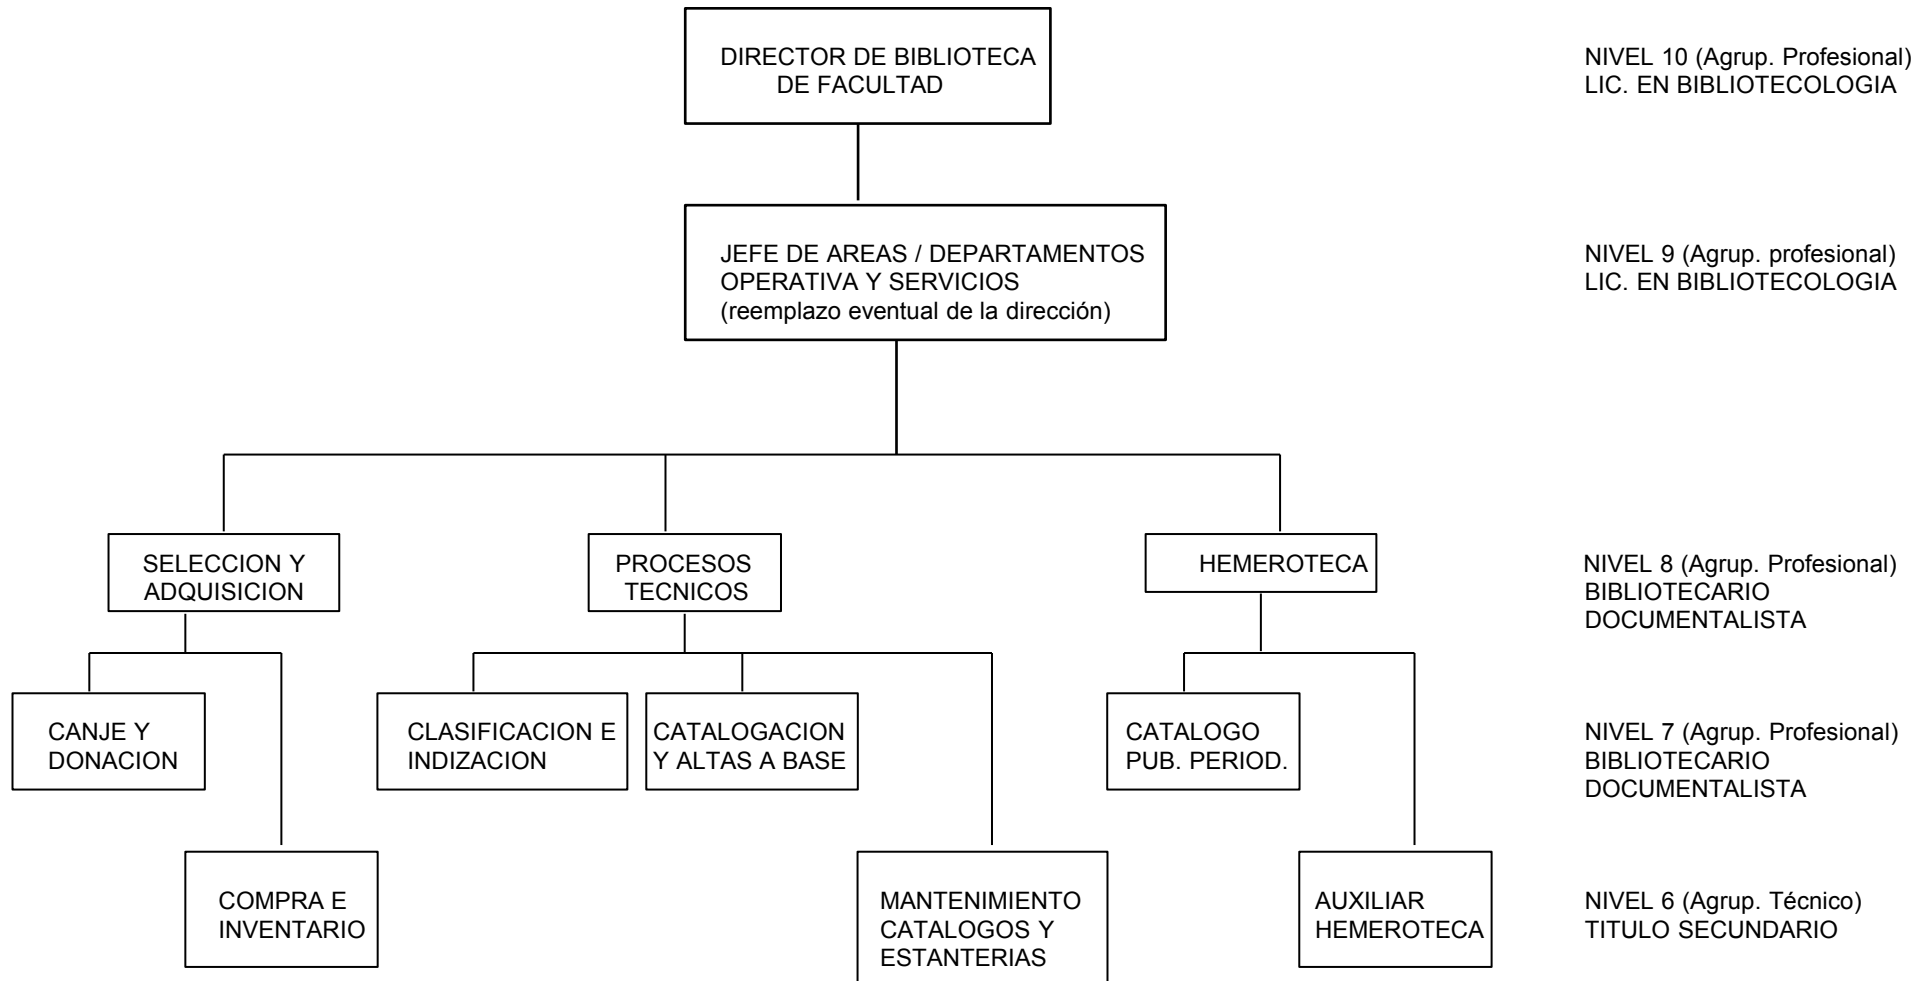 DIRECTOR DE BIBLIOTECA
DE FACULTAD
NIVEL 10 (Agrup. Profesional)
LIC. EN BIBLIOTECOLOGIA
JEFE DE AREAS / DEPARTAMENTOS
OPERATIVA Y SERVICIOS
(reemplazo eventual de la dirección)
NIVEL 9 (Agrup. profesional)
LIC. EN BIBLIOTECOLOGIA
SELECCION Y
ADQUISICION
PROCESOS
TECNICOS
HEMEROTECA
NIVEL 8 (Agrup. Profesional)
BIBLIOTECARIO
DOCUMENTALISTA
CANJE Y
DONACION
CLASIFICACION E
INDIZACION
CATALOGACION
Y ALTAS A BASE
CATALOGO
PUB. PERIOD.
NIVEL 7 (Agrup. Profesional)
BIBLIOTECARIO
DOCUMENTALISTA
COMPRA E
INVENTARIO
MANTENIMIENTO
CATALOGOS Y
ESTANTERIAS
AUXILIAR
HEMEROTECA
NIVEL 6 (Agrup. Técnico)
TITULO SECUNDARIO